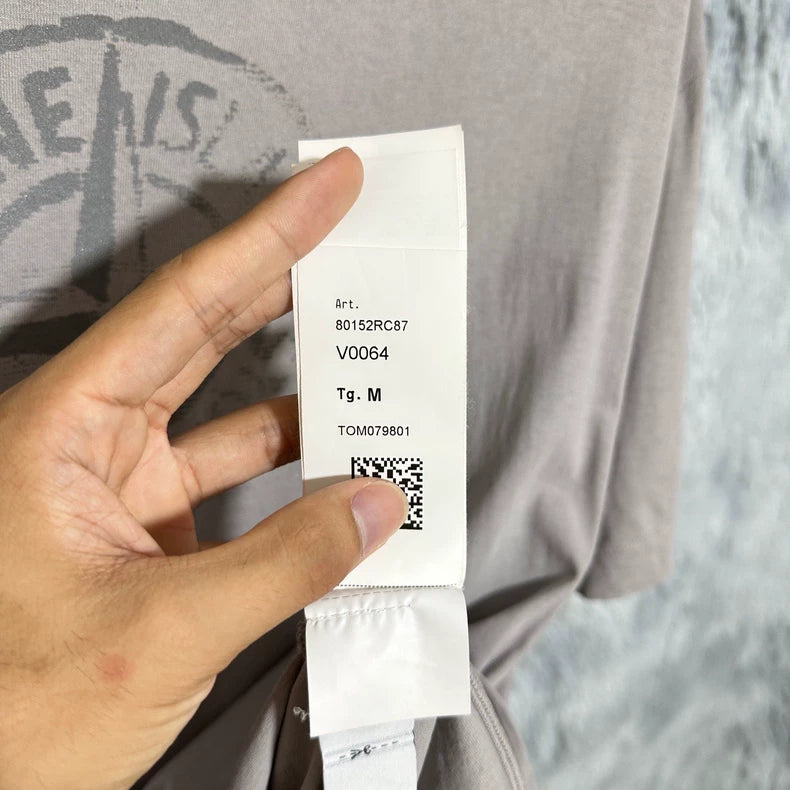 Art.
80152RC87
V0064
Tg. M
TOM079801